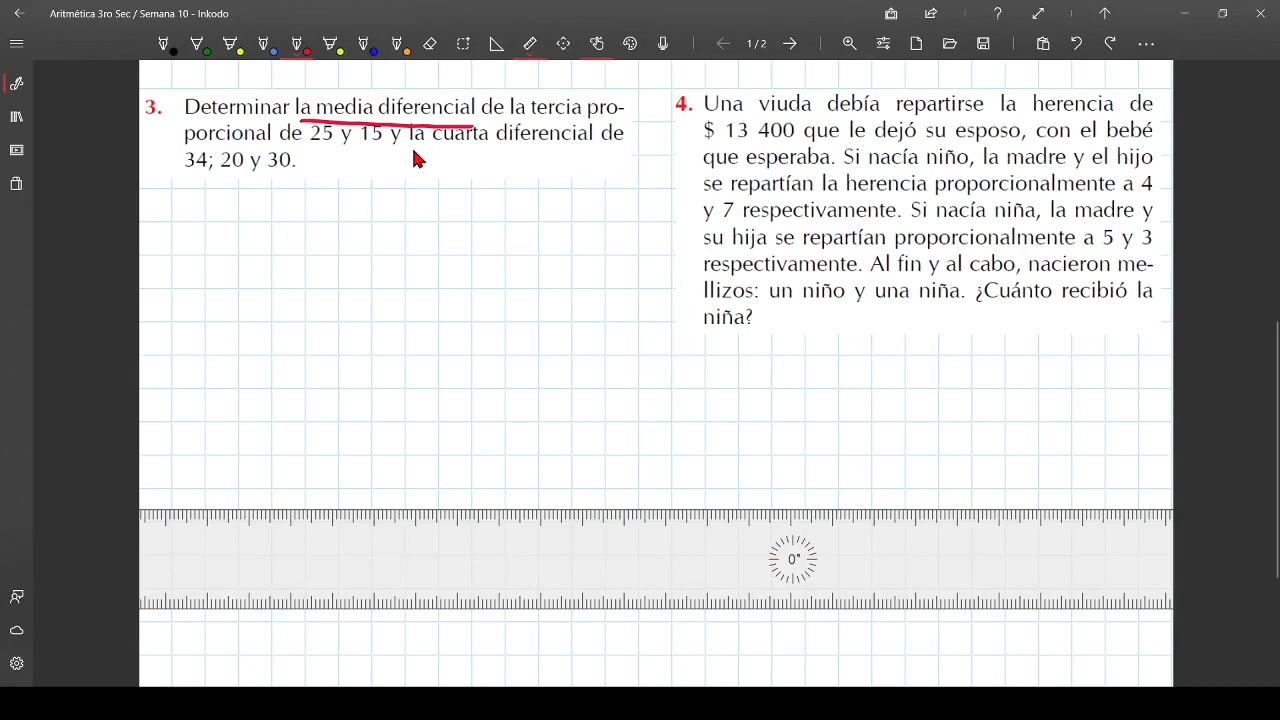 Aritmética 3ro Sec / Semana 10 - Inkodo
1/2
3. Determinar la media diferencial de la tercia pro-
porcional de 25 y 15 y la cuarta diferencial de
34; 20 y 30.
4. Una viuda debía repartirse la herencia de
$ 13 400 que le dejó su esposo, con el bebé
que esperaba. Si nacía niño, la madre y el hijo
se repartían la herencia proporcionalmente a 4
y 7 respectivamente. Si nacía niña, la madre y
su hija se repartían proporcionalmente a 5 y 3
respectivamente. Al fin y al cabo, nacieron me-
llizos: un niño y una niña. ¿Cuánto recibió la
niña?
0°